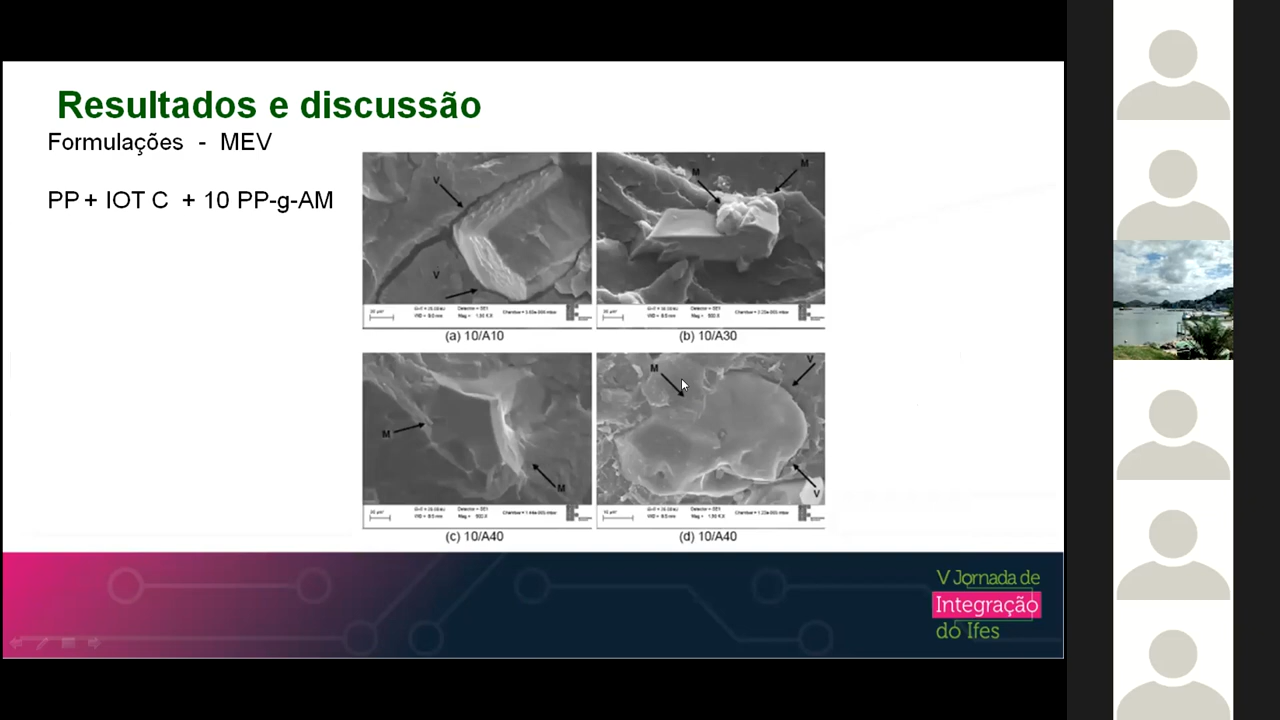 Resultados e discussão
Formulações - MEV
PP + IOT C + 10 PP-g-AM
V
V
M
M
(a) 10/A10
(b) 10/A30
M
M
M
V
V
(c) 10/A40
(d) 10/A40
V Jornada de
Integração
do Ifes